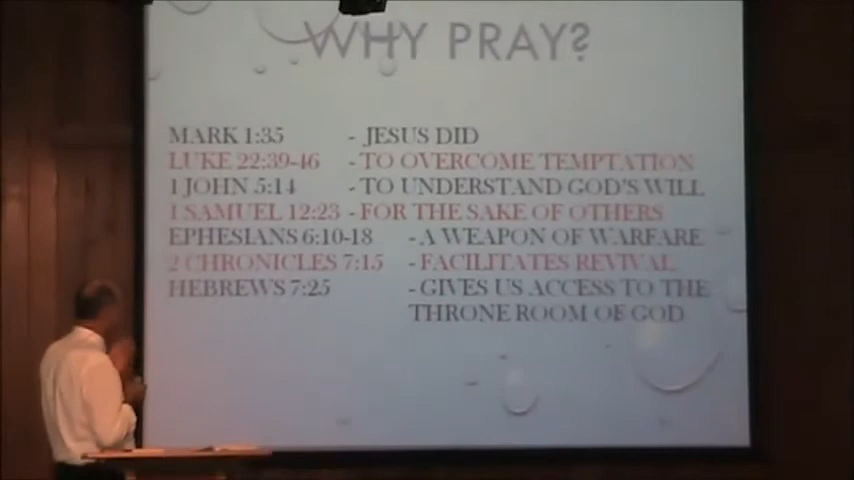 WHY PRAY?
MARK 1:35 - JESUS DID
LUKE 22:39-46 - TO OVERCOME TEMPTATION
1 JOHN 5:14 - TO UNDERSTAND GOD'S WILL
1 SAMUEL 12:23 - FOR THE SAKE OF OTHERS
EPHESIANS 6:10-18 - A WEAPON OF WARFARE
2 CHRONICLES 7:15 - FACILITATES REVIVAL
HEBREWS 7:25 - GIVES US ACCESS TO THE
THRONE ROOM OF GOD